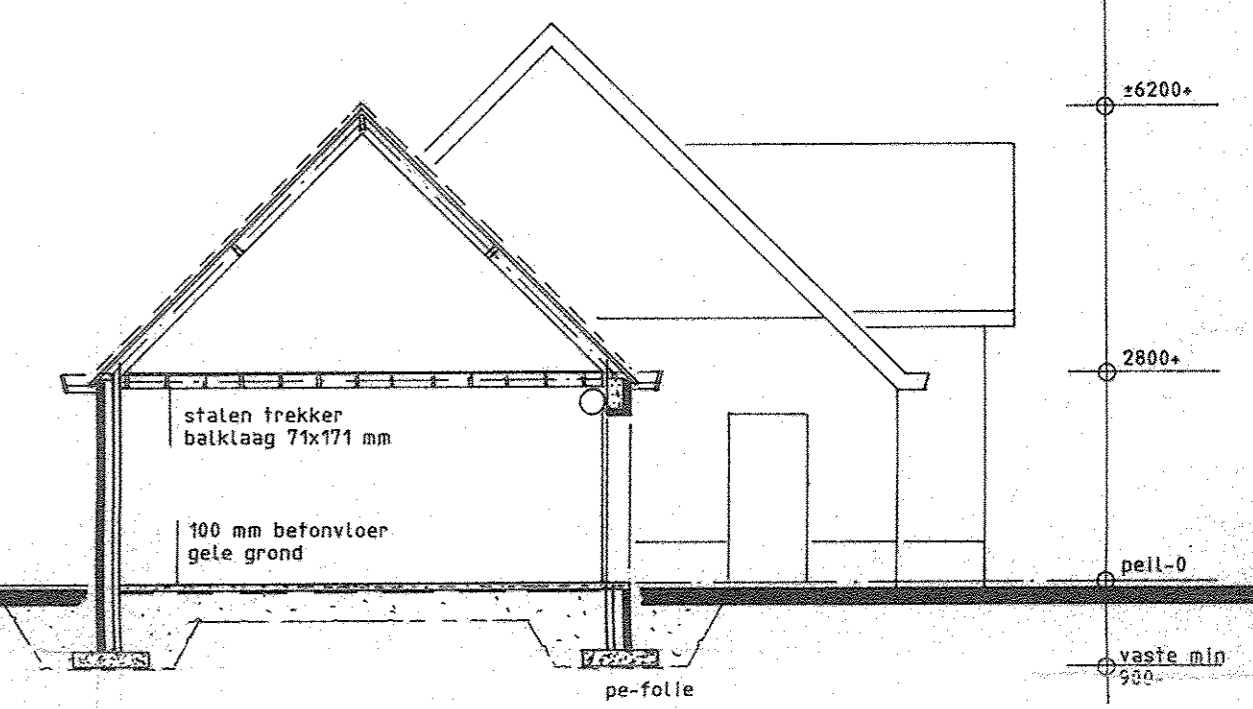 ±6200+
2800+
stalen trekker
balklaag 71x171 mm
100 mm betonvloer
gele grond
peil-0
vaste min
900-
pe-folie